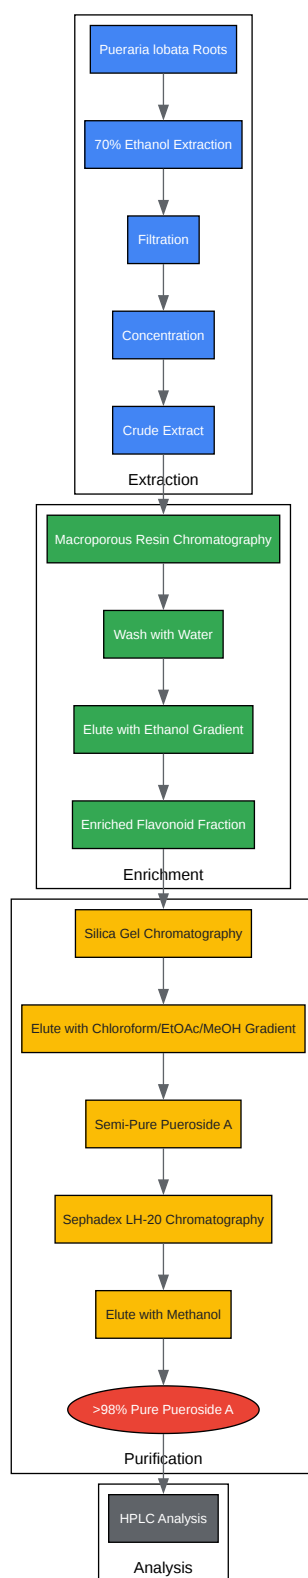 Pueraria lobata Roots
70% Ethanol Extraction
Filtration
Concentration
Crude Extract
Extraction
Macroporous Resin Chromatography
Wash with Water
Elute with Ethanol Gradient
Enriched Flavonoid Fraction
Enrichment
Silica Gel Chromatography
Elute with Chloroform/EtOAc/MeOH Gradient
Semi-Pure Pueroside A
Sephadex LH-20 Chromatography
Elute with Methanol
>98% Pure Pueroside A
Purification
HPLC Analysis
Analysis